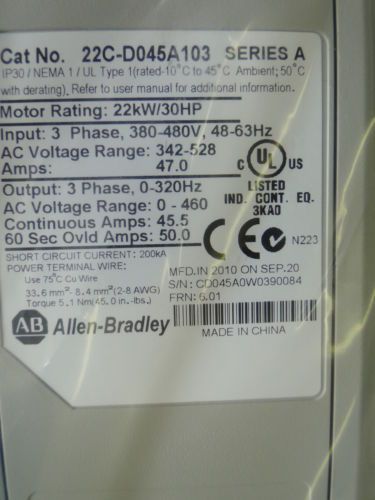 Cat No. 22C-D045A103 SERIES A
IP30 / NEMA 1 / UL Type 1(rated-10°C to 45°C Ambient; 50°C
with derating). Refer to user manual for additional information.
Motor Rating: 22kW/30HP
Input: 3 Phase, 380-480V, 48-63Hz
AC Voltage Range: 342-528
Amps: 47.0
Output: 3 Phase, 0-320Hz
AC Voltage Range: 0 - 460
Continuous Amps: 45.5
60 Sec Ovld Amps: 50.0
C UL US
LISTED
IND. CONT. EQ.
3KA0
CE N223
SHORT CIRCUIT CURRENT: 200kA
POWER TERMINAL WIRE:
Use 75°C Cu Wire
33.6 mm²- 8.4 mm²(2-8 AWG)
Torque 5.1 Nm(45.0 in.-lbs.)
MFD.IN 2010 ON SEP.20
S/N: CD045A0W0390084
FRN: 6.01
AB Allen-Bradley
MADE IN CHINA